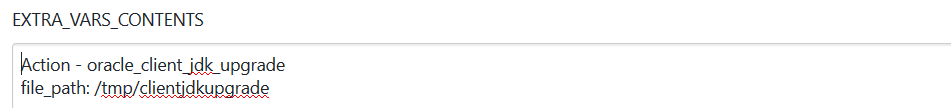 EXTRA_VARS_CONTENTS
Action - oracle_client_jdk_upgrade
file_path: /tmp/clientjdkupgrade